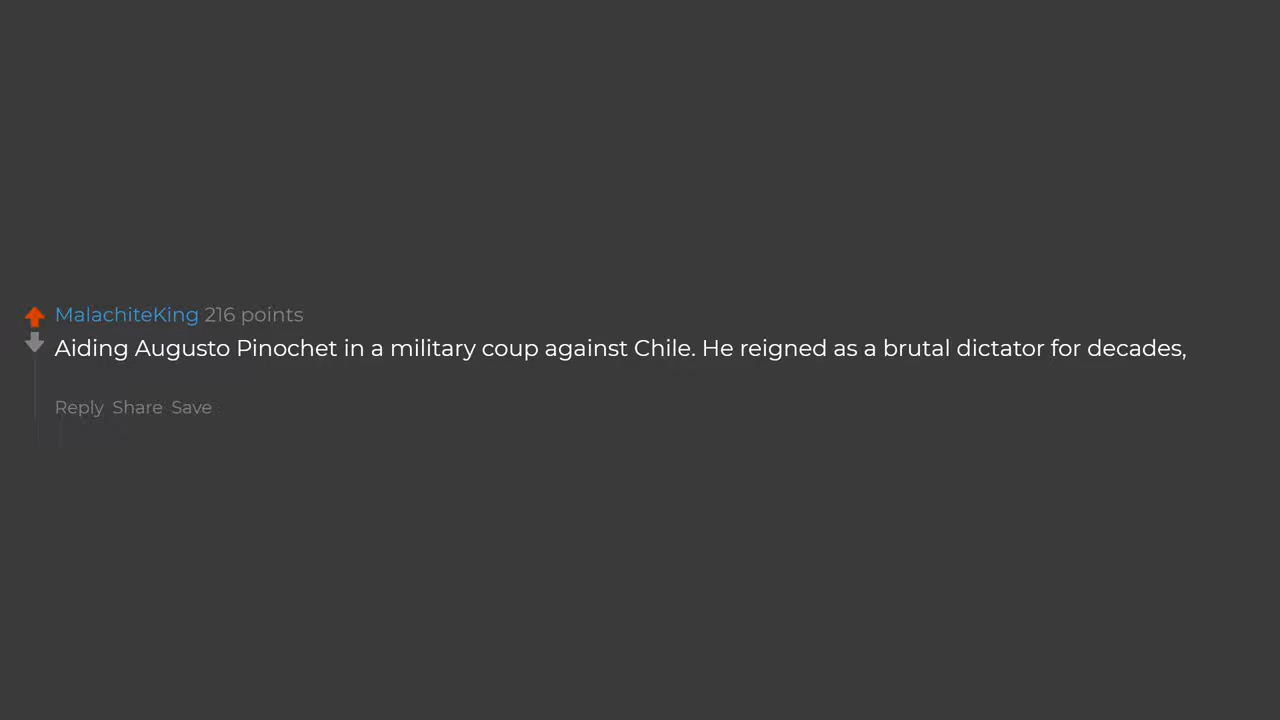 MalachiteKing 216 points
Aiding Augusto Pinochet in a military coup against Chile. He reigned as a brutal dictator for decades,
Reply Share Save